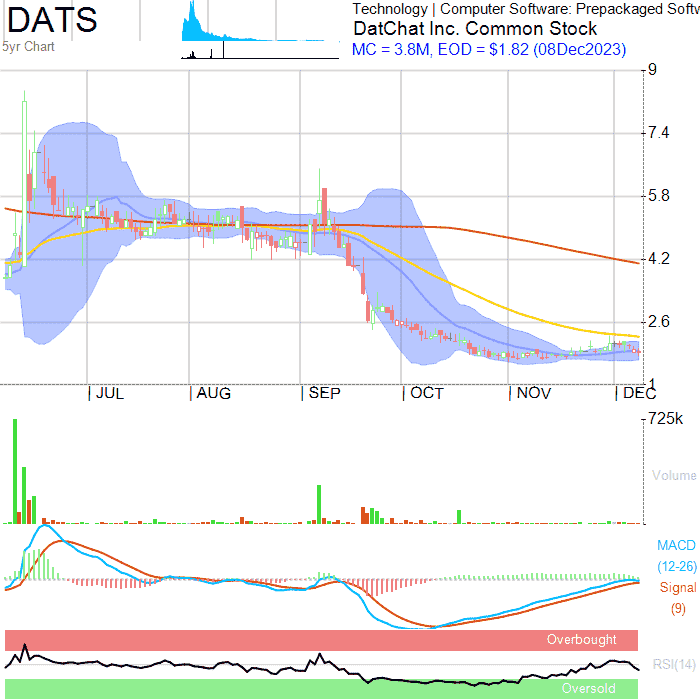 DATS
5yr Chart
Technology | Computer Software: Prepackaged Softw
DatChat Inc. Common Stock
MC = 3.8M, EOD = $1.82 (08Dec2023)
9
7.4
5.8
4.2
2.6
1
JUL AUG SEP OCT NOV DEC
725k
Volume
MACD
(12-26)
Signal
(9)
Overbought
RSI(14)
Oversold